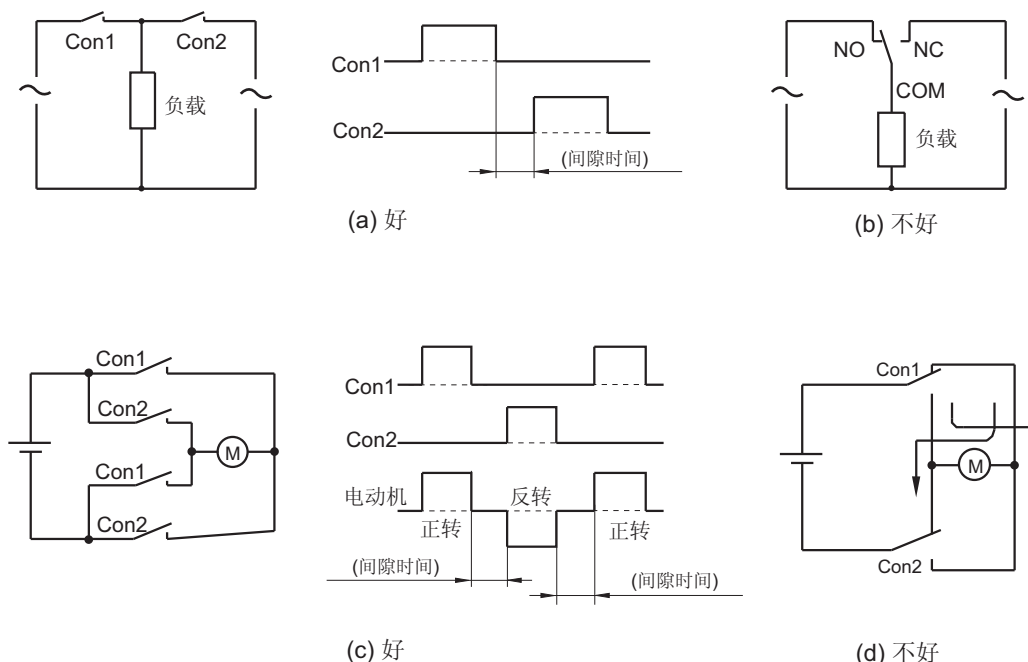 Con1 Con2
负载
Con1
Con2
(间隙时间)
NO NC
COM
负载
(a) 好
(b) 不好
Con1
Con2
M
Con1
Con2
Con1
Con2
电动机
正转 反转 正转
(间隙时间)
(间隙时间)
Con1
M
Con2
(c) 好
(d) 不好